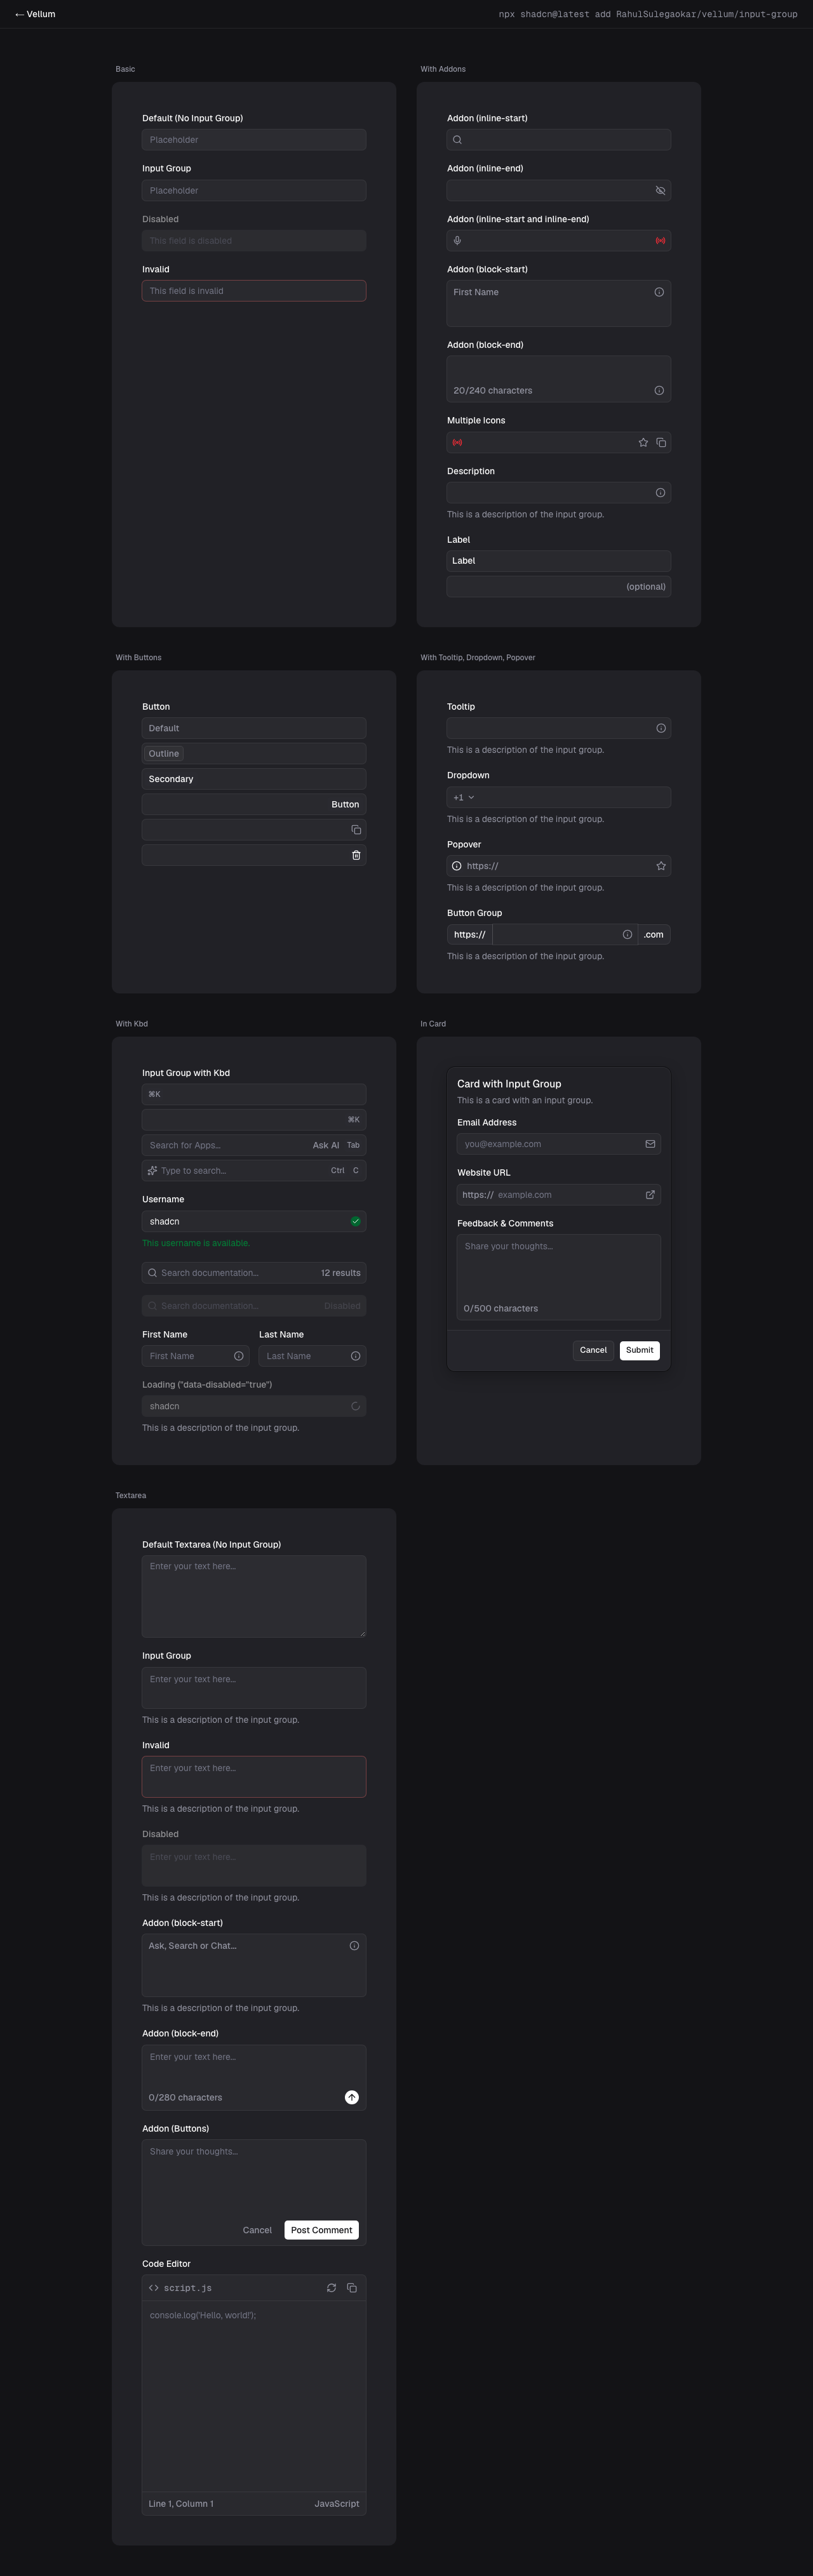 ← Vellum
npx shadcn@latest add RahulSulegaokar/vellum/input-group
Basic
Default (No Input Group)
Placeholder
Input Group
Placeholder
Disabled
This field is disabled
Invalid
This field is invalid
With Addons
Addon (inline-start)
Addon (inline-end)
Addon (inline-start and inline-end)
Addon (block-start)
First Name
Addon (block-end)
20/240 characters
Multiple Icons
Description
This is a description of the input group.
Label
Label
(optional)
With Buttons
Button
Default
Outline
Secondary
Button
With Tooltip, Dropdown, Popover
Tooltip
This is a description of the input group.
Dropdown
+1
This is a description of the input group.
Popover
https://
This is a description of the input group.
Button Group
https:// .com
This is a description of the input group.
With Kbd
Input Group with Kbd
⌘K
⌘K
Search for Apps... Ask AI Tab
Type to search... Ctrl C
Username
shadcn
This username is available.
Search documentation... 12 results
Search documentation... Disabled
First Name Last Name
First Name Last Name
Loading ("data-disabled="true")
shadcn
This is a description of the input group.
In Card
Card with Input Group
This is a card with an input group.
Email Address
you@example.com
Website URL
https:// example.com
Feedback & Comments
Share your thoughts...
0/500 characters
Cancel Submit
Textarea
Default Textarea (No Input Group)
Enter your text here...
Input Group
Enter your text here...
This is a description of the input group.
Invalid
Enter your text here...
This is a description of the input group.
Disabled
Enter your text here...
This is a description of the input group.
Addon (block-start)
Ask, Search or Chat...
This is a description of the input group.
Addon (block-end)
Enter your text here...
0/280 characters
Addon (Buttons)
Share your thoughts...
Cancel Post Comment
Code Editor
script.js
console.log('Hello, world!');
Line 1, Column 1 JavaScript